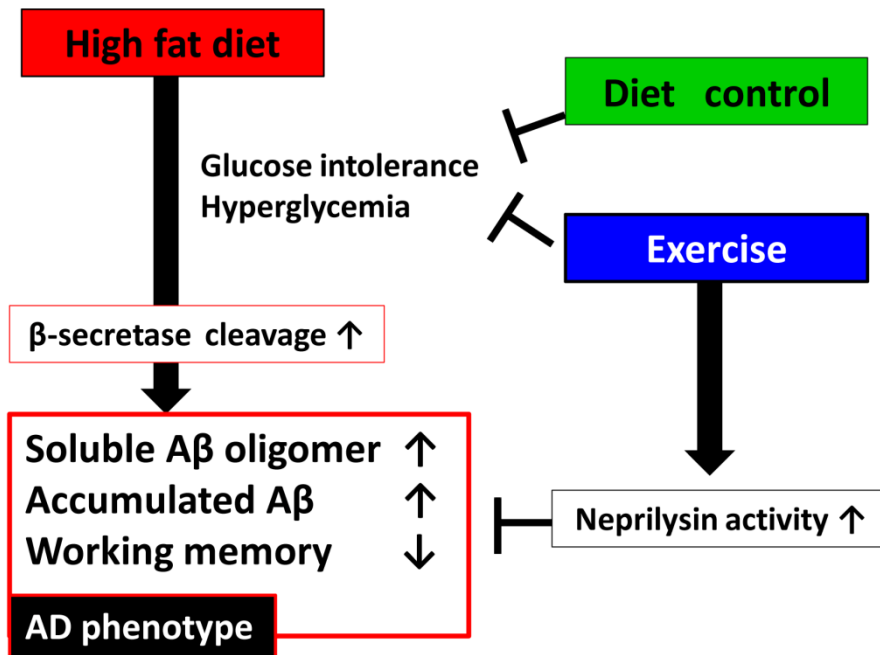 High fat diet
Diet control
Glucose intolerance
Hyperglycemia
Exercise
β-secretase cleavage ↑
Soluble Aβ oligomer ↑
Accumulated Aβ ↑
Working memory ↓
Neprilysin activity ↑
AD phenotype